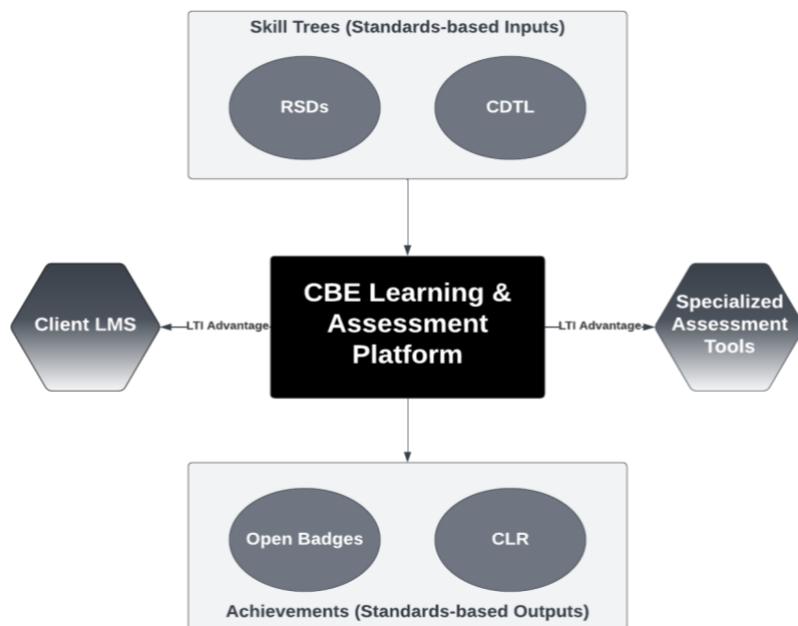 Skill Trees (Standards-based Inputs)
RSDs
CDTL
CBE Learning &
Assessment
Platform
Client LMS
LTI Advantage
LTI Advantage
Specialized
Assessment
Tools
Open Badges
CLR
Achievements (Standards-based Outputs)